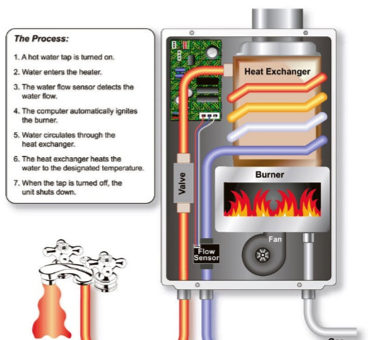 The Process:
1. A hot water tap is turned on.
2. Water enters the heater.
3. The water flow sensor detects the
water flow.
4. The computer automatically ignites
the burner.
5. Water circulates through the
heat exchanger.
6. The heat exchanger heats the
water to the designated temperature.
7. When the tap is turned off, the
unit shuts down.
Heat Exchanger
Valve
Burner
Flow
Sensor
Fan